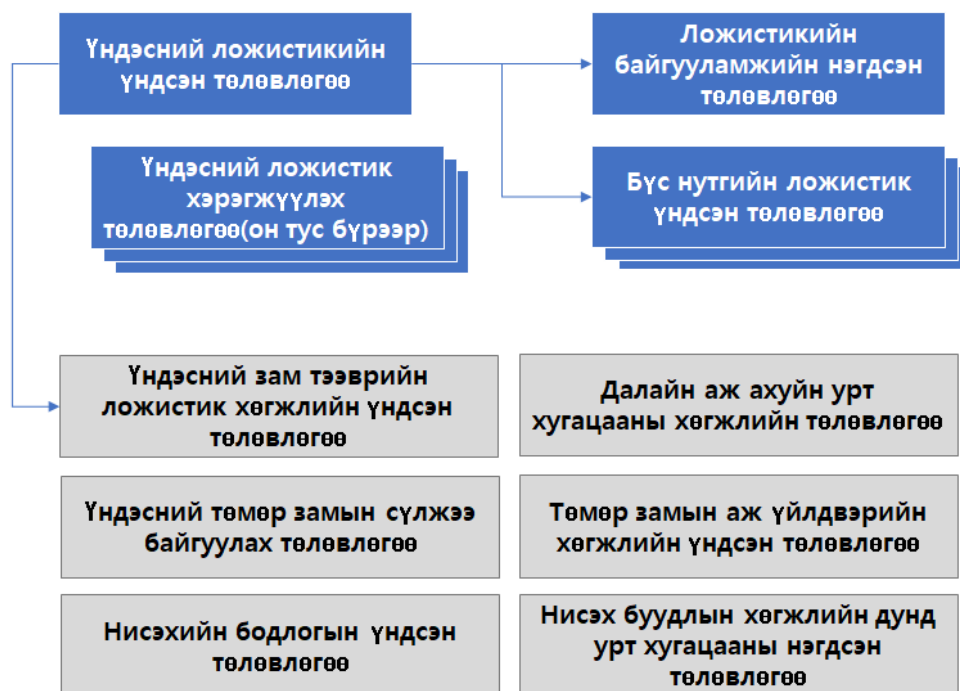 Үндэсний ложистикийн
үндсэн төлөвлөгөө
Ложистикийн
байгууламжийн нэгдсэн
төлөвлөгөө
Үндэсний ложистик
хэрэгжүүлэх
төлөвлөгөө(он тус бүрээр)
Бүс нутгийн ложистик
үндсэн төлөвлөгөө
Үндэсний зам тээврийн
ложистик хөгжлийн үндсэн
төлөвлөгөө
Далайн аж ахуйн урт
хугацааны хөгжлийн төлөвлөгөө
Үндэсний төмөр замын сүлжээ
байгуулах төлөвлөгөө
Төмөр замын аж үйлдвэрийн
хөгжлийн үндсэн төлөвлөгөө
Нисэхийн бодлогын үндсэн
төлөвлөгөө
Нисэх буудлын хөгжлийн дунд
урт хугацааны нэгдсэн
төлөвлөгөө